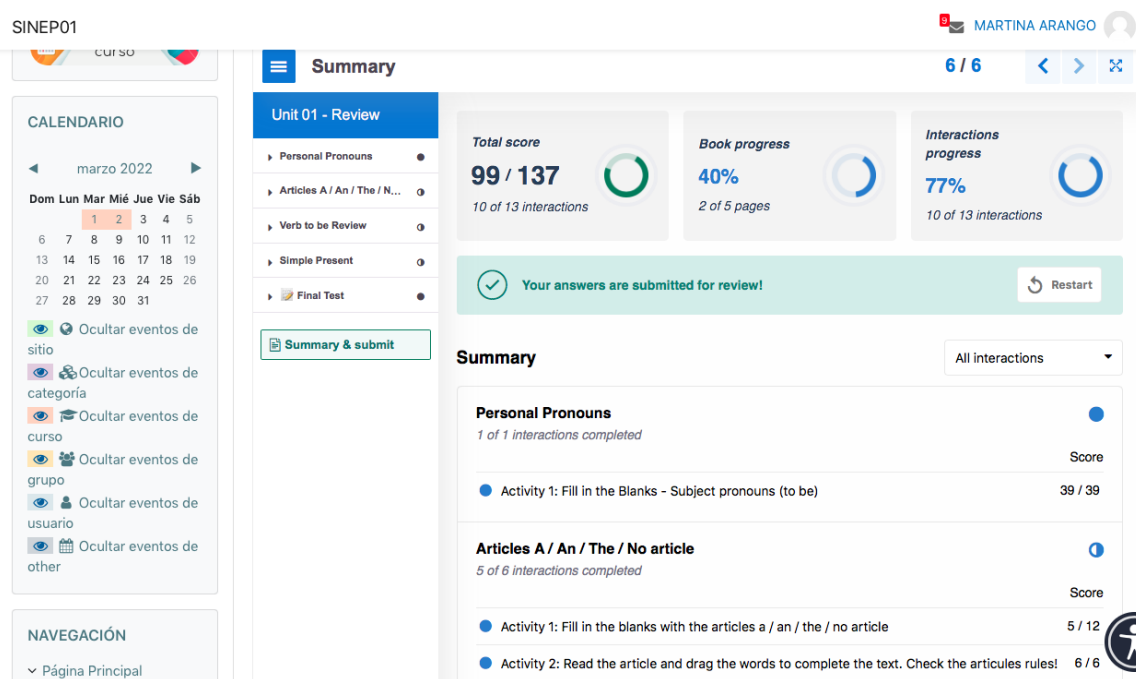 SINEP01
9
MARTINA ARANGO
curso
CALENDARIO
◀ marzo 2022 ▶
Dom Lun Mar Mié Jue Vie Sáb
1 2 3 4 5
6 7 8 9 10 11 12
13 14 15 16 17 18 19
20 21 22 23 24 25 26
27 28 29 30 31
Ocultar eventos de
sitio
Ocultar eventos de
categoría
Ocultar eventos de
curso
Ocultar eventos de
grupo
Ocultar eventos de
usuario
Ocultar eventos de
other
NAVEGACIÓN
Página Principal
Summary
6 / 6
Unit 01 - Review
Personal Pronouns
Articles A / An / The / N...
Verb to be Review
Simple Present
📝 Final Test
Summary & submit
Total score
99 / 137
10 of 13 interactions
Book progress
40%
2 of 5 pages
Interactions
progress
77%
10 of 13 interactions
Your answers are submitted for review!
Restart
Summary
All interactions
Personal Pronouns
1 of 1 interactions completed
Score
Activity 1: Fill in the Blanks - Subject pronouns (to be) 39 / 39
Articles A / An / The / No article
5 of 6 interactions completed
Score
Activity 1: Fill in the blanks with the articles a / an / the / no article 5 / 12
Activity 2: Read the article and drag the words to complete the text. Check the articules rules! 6 / 6